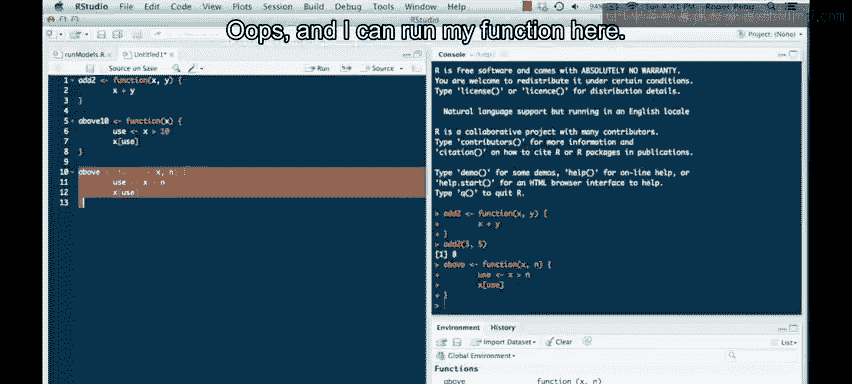 RStudio File Edit Code View Plots Session Build Debug Tools Window Help
RStudio
Oops, and I can run my function here.
Project: (None)
runModels.R Untitled1*
Source on Save Run Source
1 add2 <- function(x, y) {
2 x + y
3 }
4
5 above10 <- function(x) {
6 use <- x > 10
7 x[use]
8 }
9
10 above x, n) {
11 use x n
12 x use
13
Console
R is free software and comes with ABSOLUTELY NO WARRANTY.
You are welcome to redistribute it under certain conditions.
Type 'license()' or 'licence()' for distribution details.
Natural language support but running in an English locale
R is a collaborative project with many contributors.
Type 'contributors()' for more information and
'citation()' on how to cite R or R packages in publications.
Type 'demo()' for some demos, 'help()' for on-line help, or
'help.start()' for an HTML browser interface to help.
Type 'q()' to quit R.
> add2 <- function(x, y) {
+ x + y
+ }
> add2(3, 5)
[1] 8
> above <- function(x, n) {
+ use <- x > n
+ x[use]
+ }
>
Environment History
Import Dataset Clear List
Global Environment
Functions
above function (x, n)